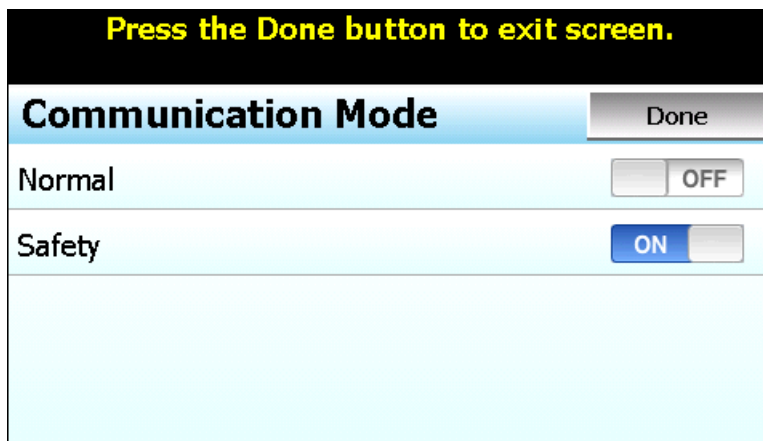 Press the Done button to exit screen.
Communication Mode Done
Normal OFF
Safety ON